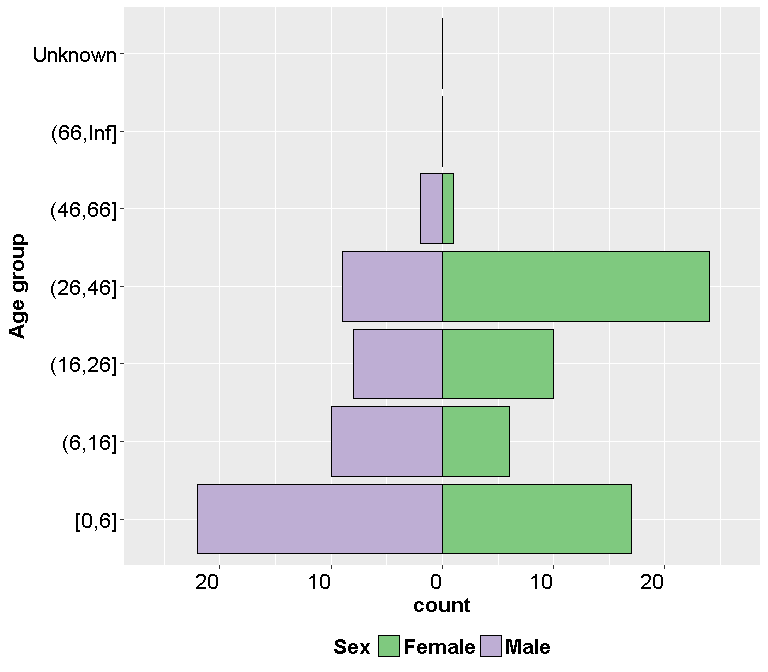 Unknown
(66,Inf]
(46,66]
(26,46]
(16,26]
(6,16]
[0,6]
Age group
20 10 0 10 20
count
Sex Female Male